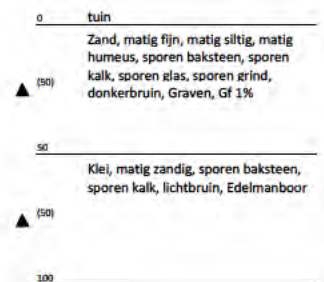 0 tuin
Zand, matig fijn, matig siltig, matig
humeus, sporen baksteen, sporen
kalk, sporen glas, sporen grind,
(50)
donkerbruin, Graven, Gf 1%
50
Klei, matig zandig, sporen baksteen,
sporen kalk, lichtbruin, Edelmanboor
(50)
100